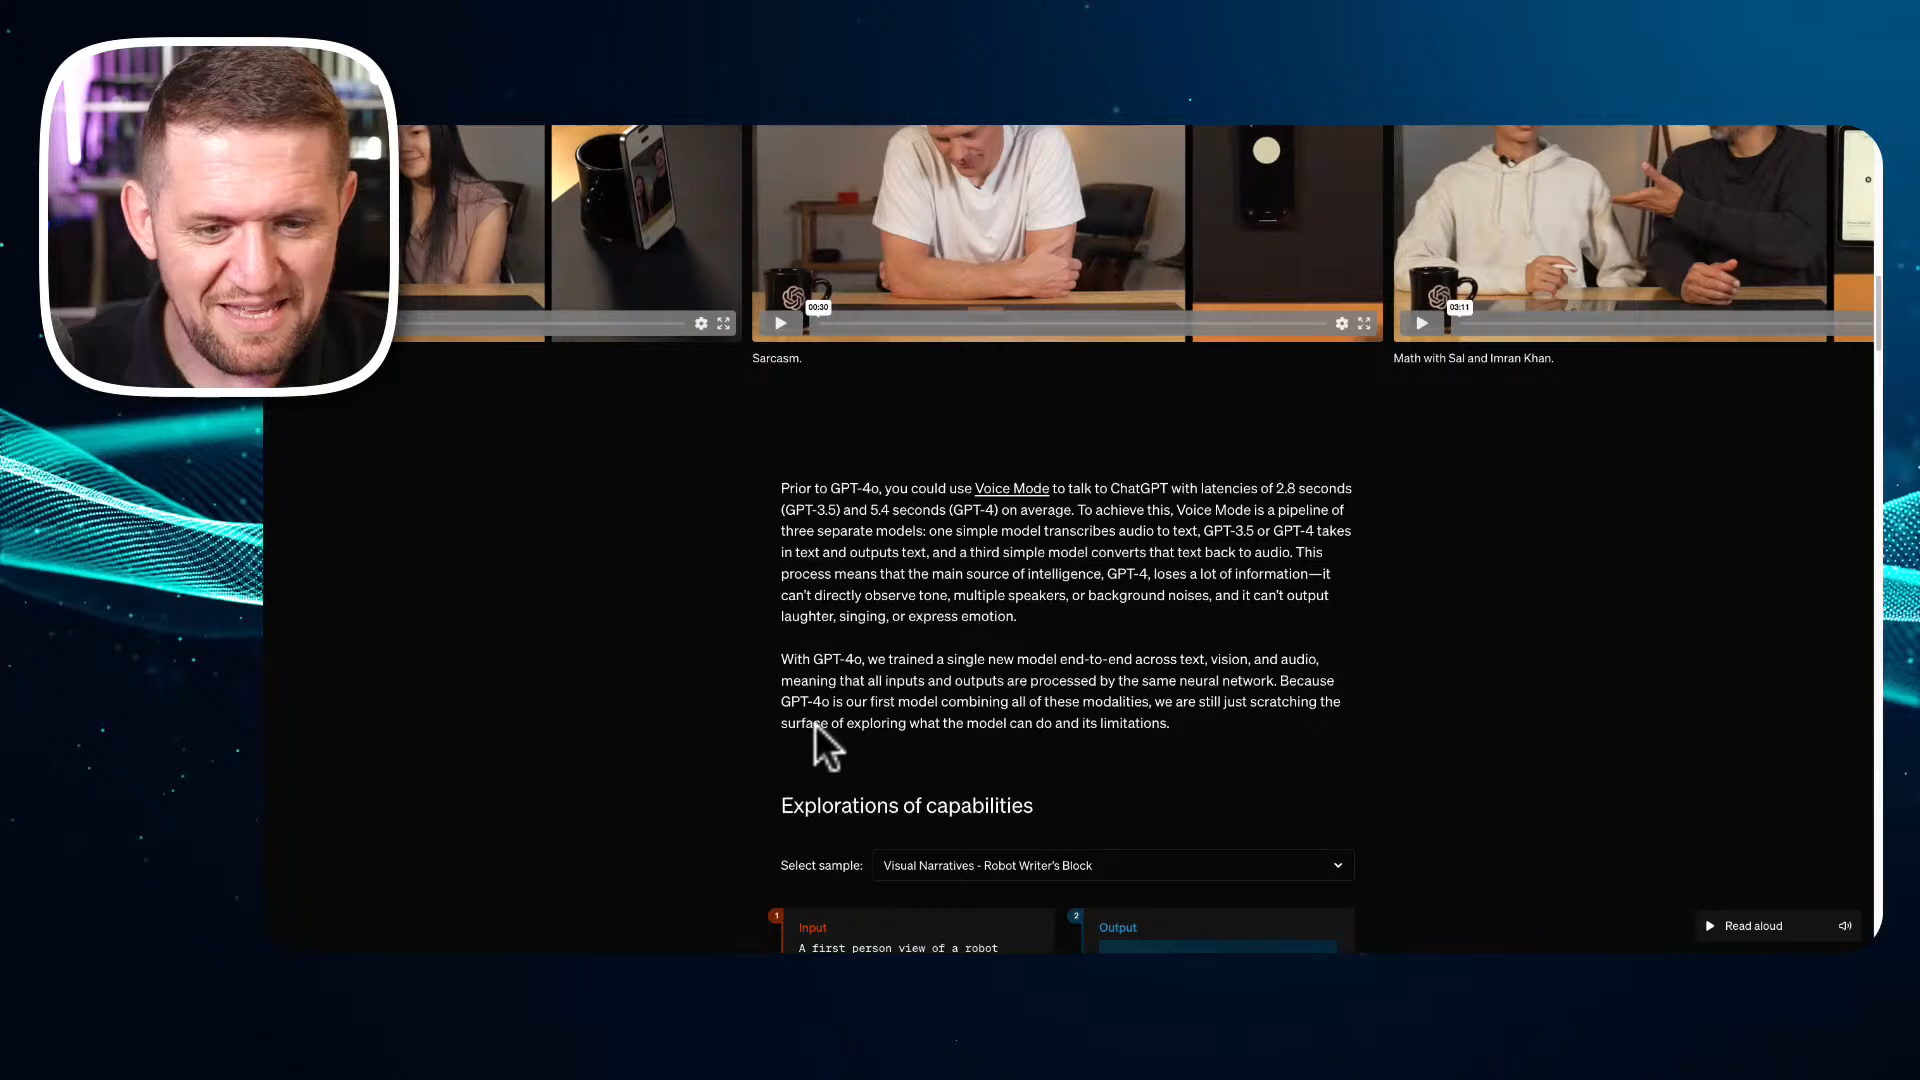 00:30
03:11
Sarcasm.
Math with Sal and Imran Khan.
Prior to GPT-4o, you could use Voice Mode to talk to ChatGPT with latencies of 2.8 seconds
(GPT-3.5) and 5.4 seconds (GPT-4) on average. To achieve this, Voice Mode is a pipeline of
three separate models: one simple model transcribes audio to text, GPT-3.5 or GPT-4 takes
in text and outputs text, and a third simple model converts that text back to audio. This
process means that the main source of intelligence, GPT-4, loses a lot of information—it
can't directly observe tone, multiple speakers, or background noises, and it can't output
laughter, singing, or express emotion.
With GPT-4o, we trained a single new model end-to-end across text, vision, and audio,
meaning that all inputs and outputs are processed by the same neural network. Because
GPT-4o is our first model combining all of these modalities, we are still just scratching the
surface of exploring what the model can do and its limitations.
Explorations of capabilities
Select sample: Visual Narratives - Robot Writer's Block
1 Input
A first person view of a robot
2 Output
Read aloud